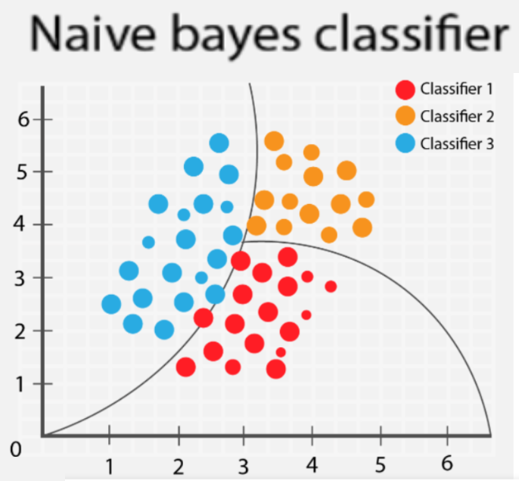 Naive bayes classifier
Classifier 1
Classifier 2
Classifier 3
6
5
4
3
2
1
0
1 2 3 4 5 6